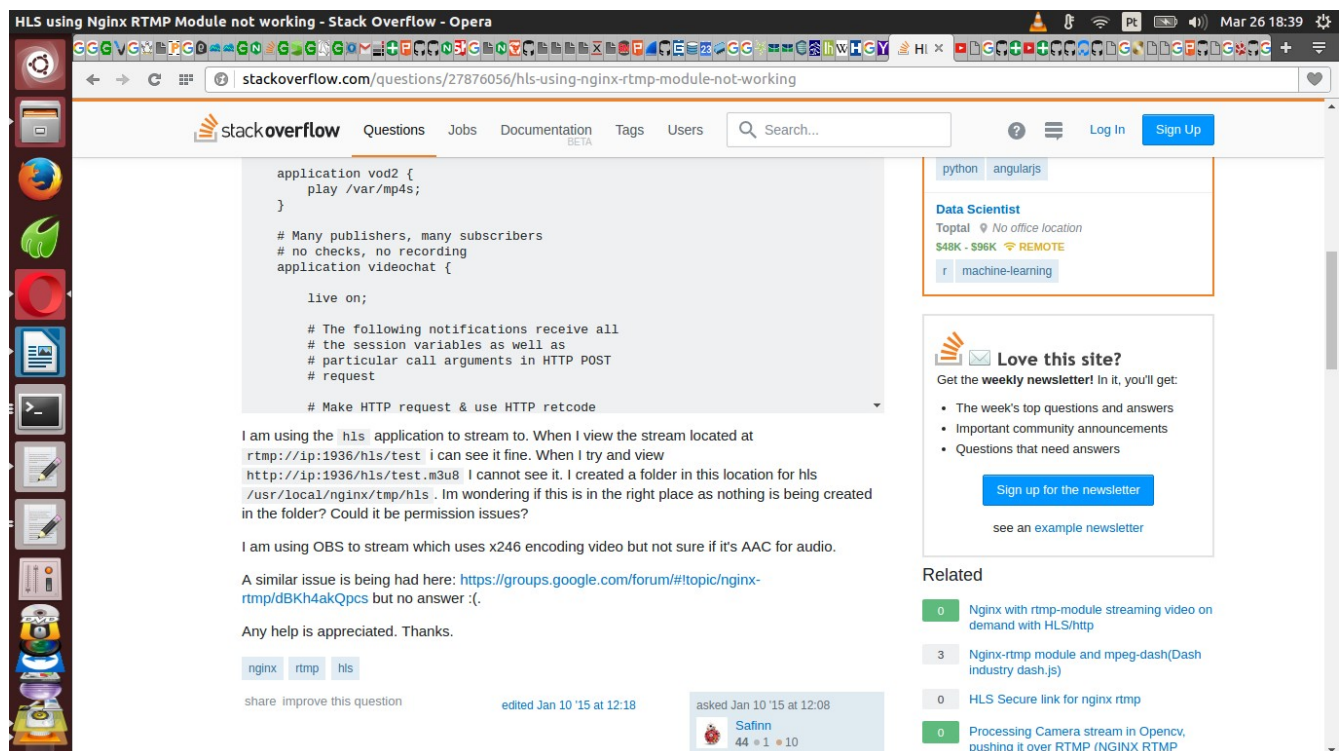 HLS using Nginx RTMP Module not working - Stack Overflow - Opera
Pt
Mar 26 18:39
HI
stackoverflow.com/questions/27876056/hls-using-nginx-rtmp-module-not-working
stackoverflow
Questions
Jobs
Documentation
BETA
Tags
Users
Search...
Log In
Sign Up
application vod2 {
play /var/mp4s;
}
# Many publishers, many subscribers
# no checks, no recording
application videochat {
live on;
# The following notifications receive all
# the session variables as well as
# particular call arguments in HTTP POST
# request
# Make HTTP request & use HTTP retcode
I am using the hls application to stream to. When I view the stream located at
rtmp://ip:1936/hls/test i can see it fine. When I try and view
http://ip:1936/hls/test.m3u8 I cannot see it. I created a folder in this location for hls
/usr/local/nginx/tmp/hls . Im wondering if this is in the right place as nothing is being created
in the folder? Could it be permission issues?
I am using OBS to stream which uses x246 encoding video but not sure if it's AAC for audio.
A similar issue is being had here: https://groups.google.com/forum/#!topic/nginx-
rtmp/dBKh4akQpcs but no answer :(.
Any help is appreciated. Thanks.
nginx rtmp hls
share improve this question
edited Jan 10 '15 at 12:18
asked Jan 10 '15 at 12:08
Safinn
44 1 10
python angularjs
Data Scientist
Toptal No office location
$48K - $96K REMOTE
r machine-learning
Love this site?
Get the weekly newsletter! In it, you'll get:
• The week's top questions and answers
• Important community announcements
• Questions that need answers
Sign up for the newsletter
see an example newsletter
Related
0 Nginx with rtmp-module streaming video on
demand with HLS/http
3 Nginx-rtmp module and mpeg-dash(Dash
industry dash.js)
0 HLS Secure link for nginx rtmp
0 Processing Camera stream in Opencv,
pushing it over RTMP (NGINX RTMP